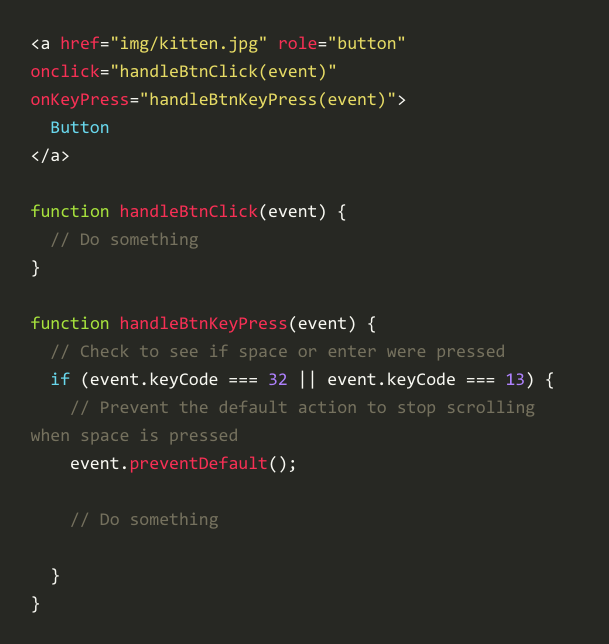 <a href="img/kitten.jpg" role="button"
onclick="handleBtnClick(event)"
onKeyPress="handleBtnKeyPress(event)">
  Button
</a>

function handleBtnClick(event) {
  // Do something
}

function handleBtnKeyPress(event) {
  // Check to see if space or enter were pressed
  if (event.keyCode === 32 || event.keyCode === 13) {
    // Prevent the default action to stop scrolling
when space is pressed
    event.preventDefault();

    // Do something

  }
}